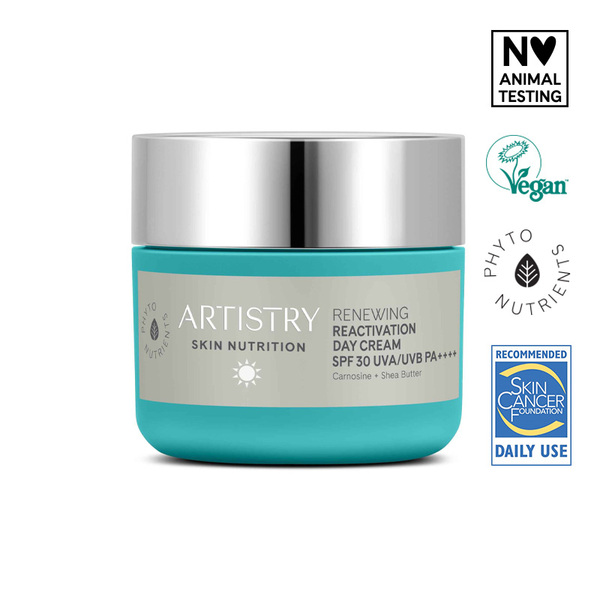 PHYTO NUTRIENTS
ARTISTRY
SKIN NUTRITION
RENEWING
REACTIVATION
DAY CREAM
SPF 30 UVA/UVB PA++++
Carnosine + Shea Butter
N♥
ANIMAL
TESTING
Vegan™
PHYTO
NUTRIENTS
RECOMMENDED
SKIN
CANCER
FOUNDATION
DAILY USE